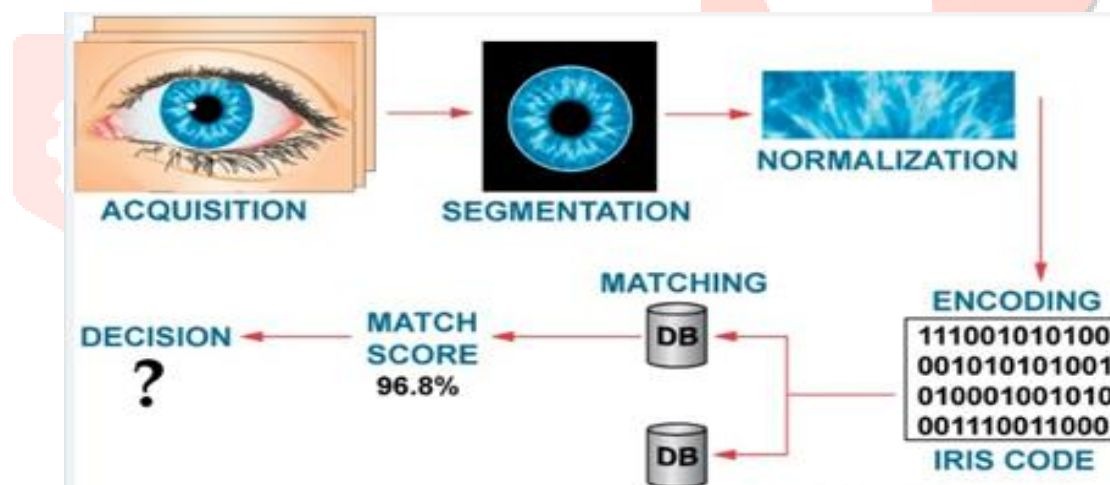 ACQUISITION
SEGMENTATION
NORMALIZATION
ENCODING
111001010100
001010101001
010001001010
001110011000
IRIS CODE
MATCHING
DB
DB
MATCH
SCORE
96.8%
DECISION
?